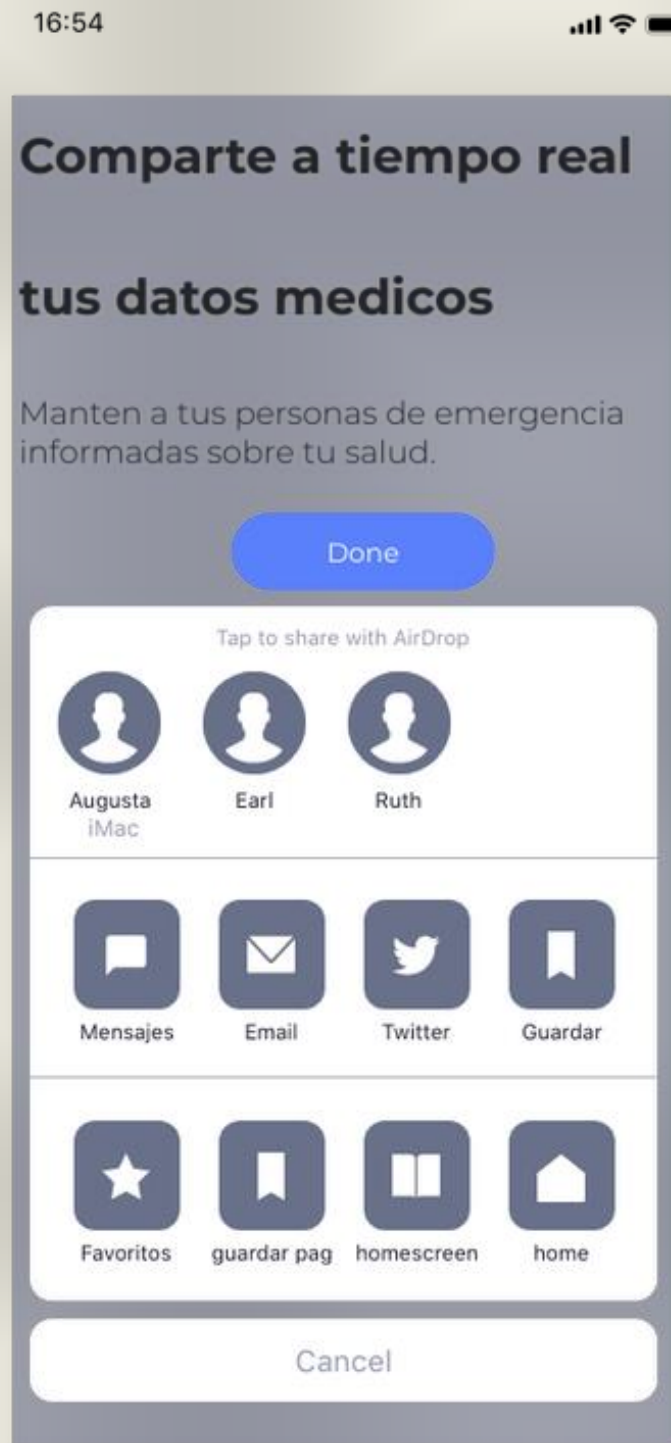 16:54
Comparte a tiempo real
tus datos medicos
Manten a tus personas de emergencia
informadas sobre tu salud.
Done
Tap to share with AirDrop
Augusta Earl Ruth
iMac
Mensajes Email Twitter Guardar
Favoritos guardar pag homescreen home
Cancel